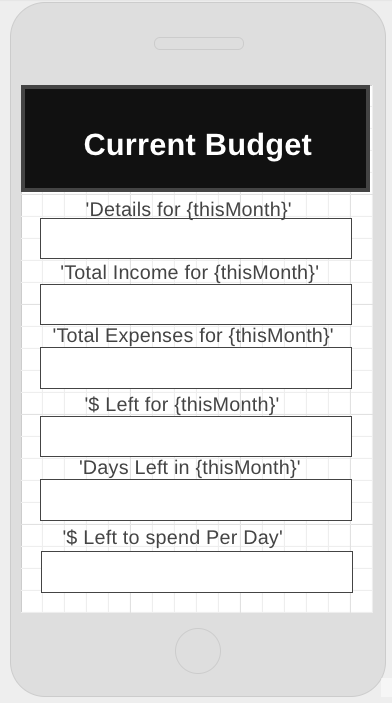 Current Budget
'Details for {thisMonth}'
'Total Income for {thisMonth}'
'Total Expenses for {thisMonth}'
'$ Left for {thisMonth}'
'Days Left in {thisMonth}'
'$ Left to spend Per Day'